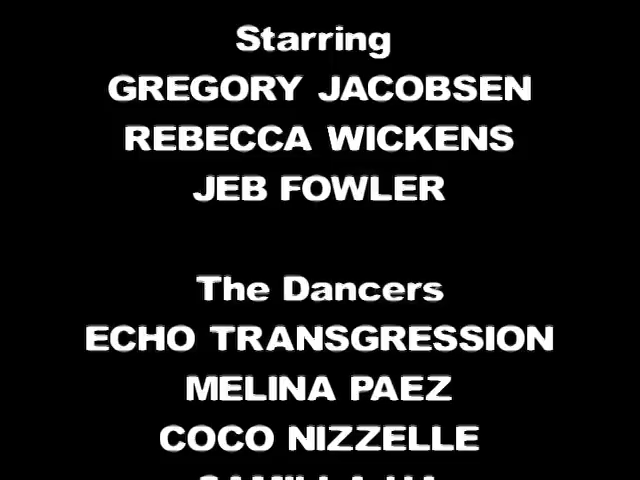 Starring
GREGORY JACOBSEN
REBECCA WICKENS
JEB FOWLER
The Dancers
ECHO TRANSGRESSION
MELINA PAEZ
COCO NIZZELLE